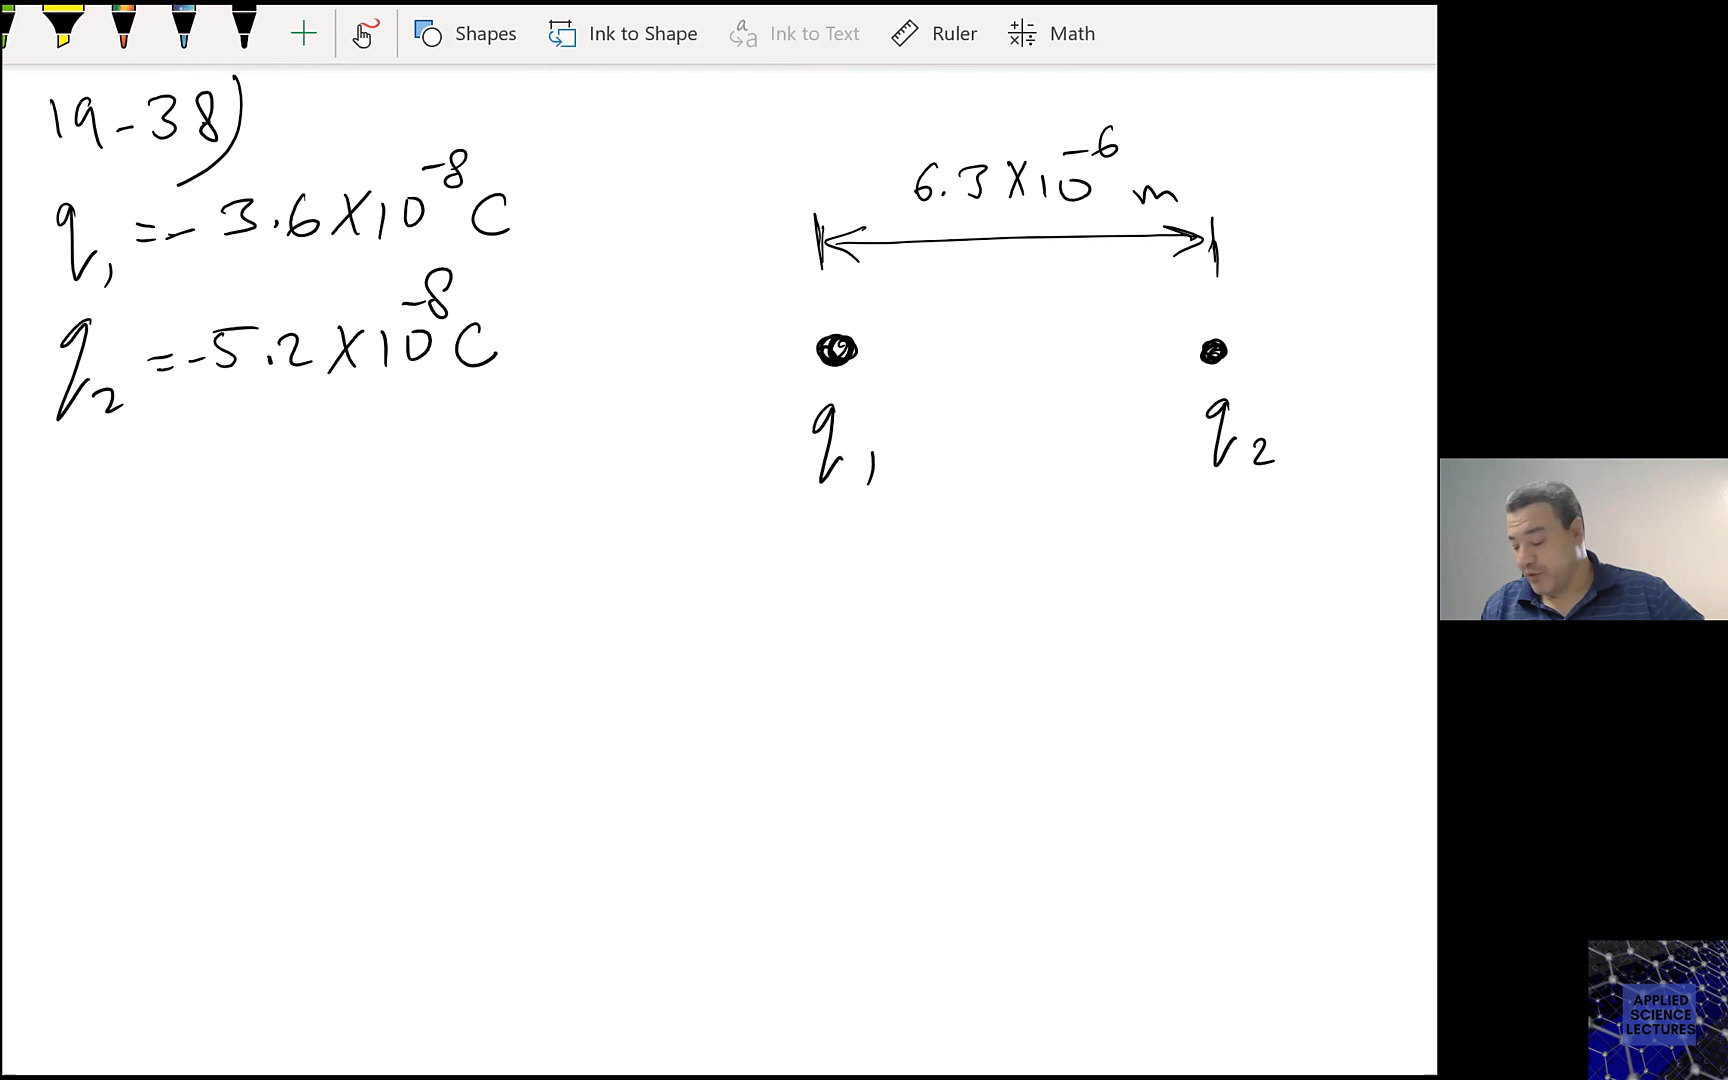 Shapes Ink to Shape Ink to Text Ruler Math
19-38)
q₁ = -3.6 X 10⁻⁸ C
q₂ = -5.2 X 10⁻⁸ C
6.3 X 10⁻⁶ m
q₁ q₂
APPLIED
SCIENCE
LECTURES